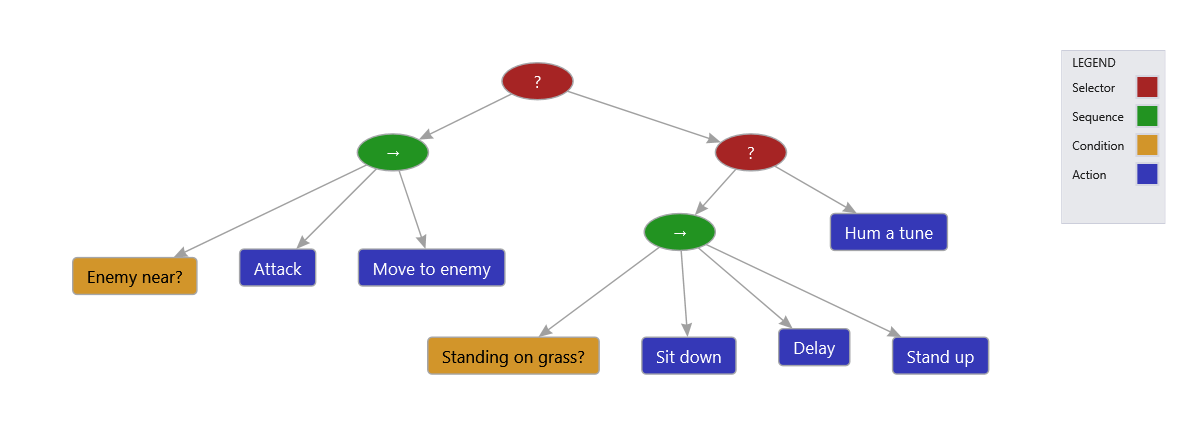 ?
LEGEND
Selector
Sequence
Condition
Action
→
?
→
Hum a tune
Enemy near?
Attack
Move to enemy
Standing on grass?
Sit down
Delay
Stand up